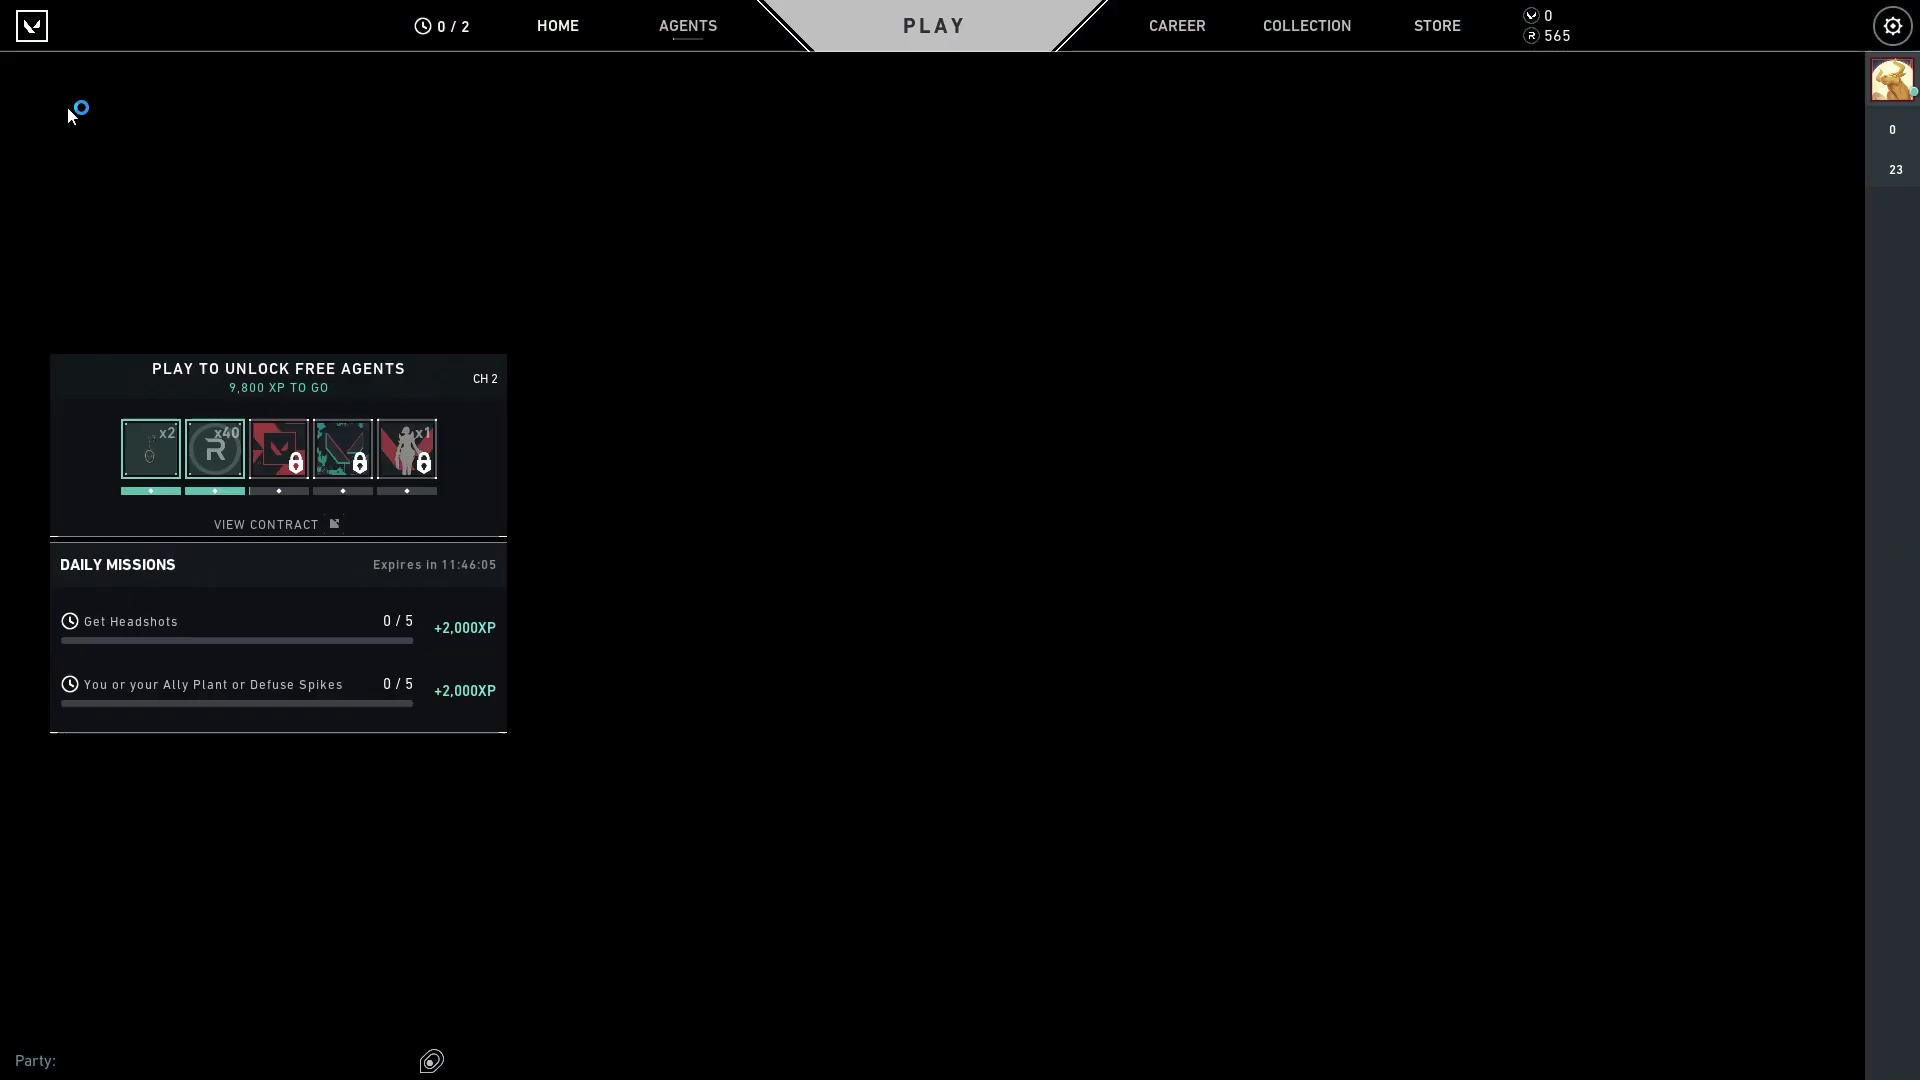 0 / 2
HOME
AGENTS
PLAY
CAREER
COLLECTION
STORE
0
R 565
0
23
PLAY TO UNLOCK FREE AGENTS
9,800 XP TO GO
CH 2
x2
x40
R
x1
VIEW CONTRACT
DAILY MISSIONS
Expires in 11:46:05
Get Headshots
0 / 5
+2,000XP
You or your Ally Plant or Defuse Spikes
0 / 5
+2,000XP
Party: